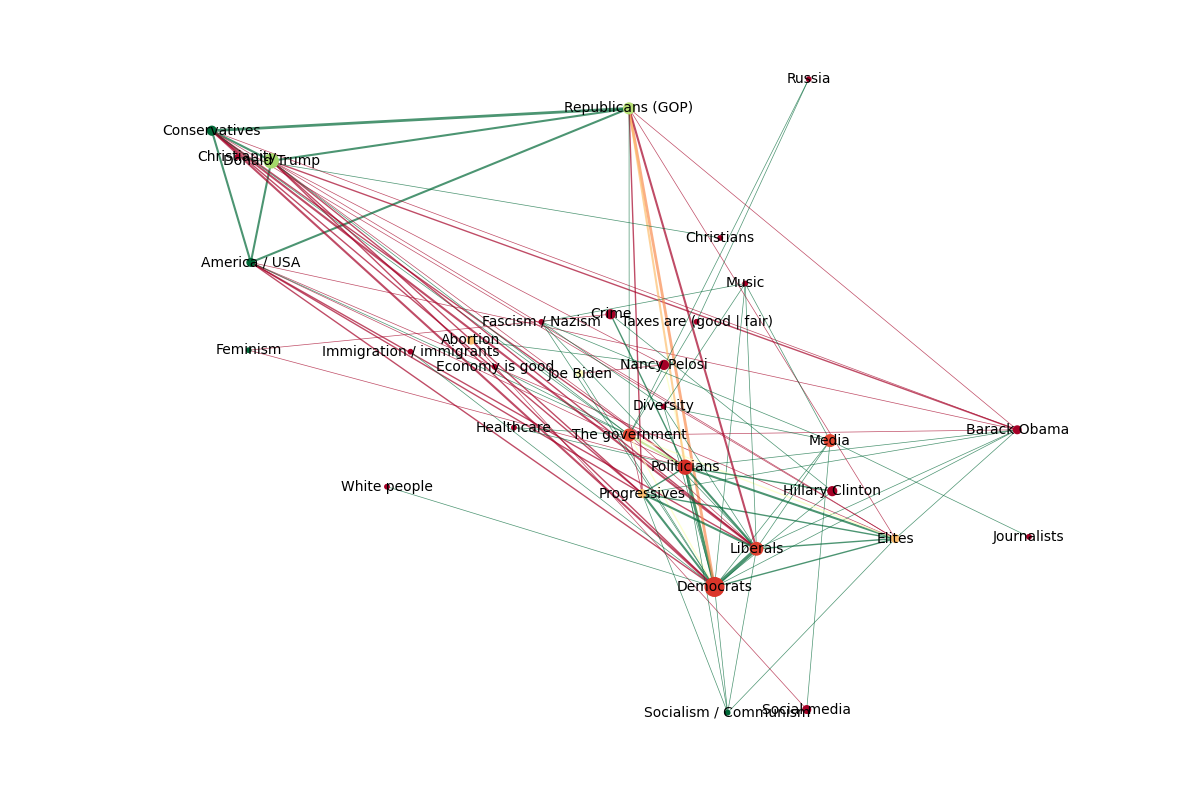 Russia
Republicans (GOP)
Conservatives
Christianity
Donald Trump
Christians
America / USA
Music
Crime
Fascism / Nazism
Taxes are (good | fair)
Abortion
Feminism
Immigration / immigrants
Economy is good
Nancy Pelosi
Joe Biden
Diversity
Healthcare
The government
Barack Obama
Media
Politicians
White people
Progressives
Hillary Clinton
Journalists
Elites
Liberals
Democrats
Socialism / Communism
Social media